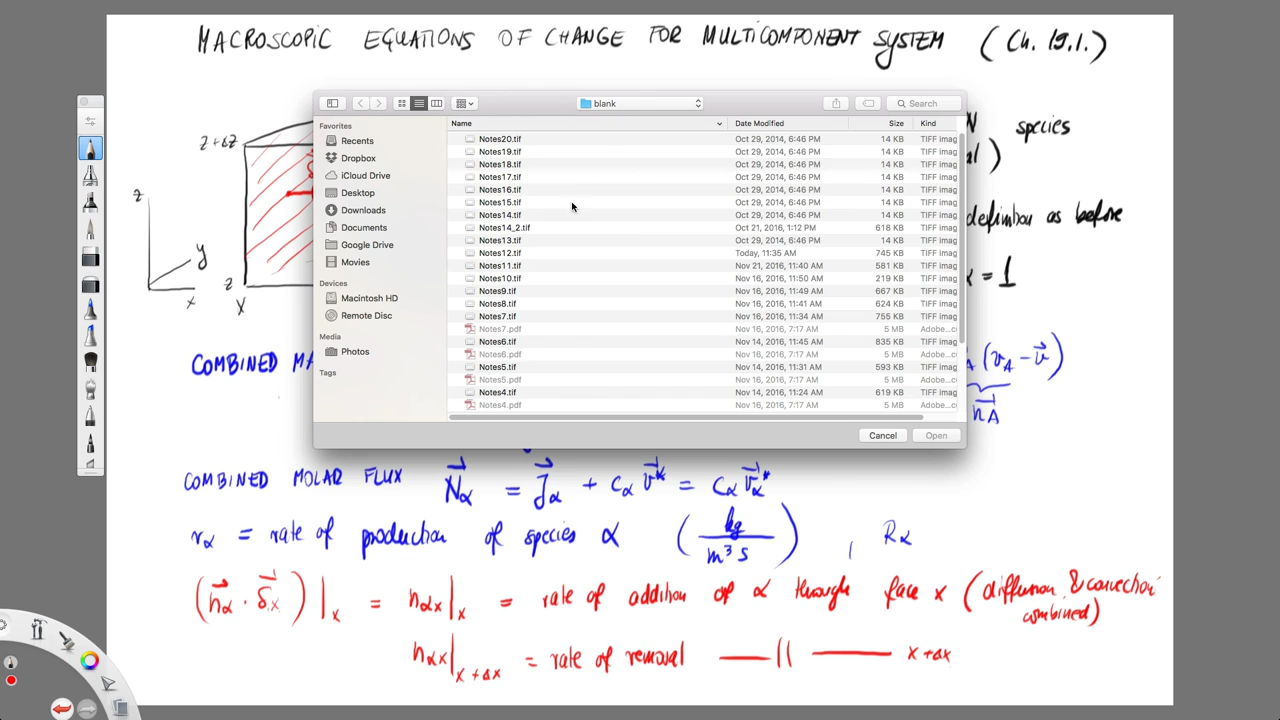 MACROSCOPIC EQUATIONS OF CHANGE FOR MULTICOMPONENT SYSTEM (Ch. 19.1.)
blank
Search
Favorites
Recents
Dropbox
iCloud Drive
Desktop
Downloads
Documents
Google Drive
Movies
Devices
Macintosh HD
Remote Disc
Media
Photos
Tags
Name Date Modified Size Kind
Notes20.tif Oct 29, 2014, 6:46 PM 14 KB TIFF imag
Notes19.tif Oct 29, 2014, 6:46 PM 14 KB TIFF imag
Notes18.tif Oct 29, 2014, 6:46 PM 14 KB TIFF imag
Notes17.tif Oct 29, 2014, 6:46 PM 14 KB TIFF imag
Notes16.tif Oct 29, 2014, 6:46 PM 14 KB TIFF imag
Notes15.tif Oct 29, 2014, 6:46 PM 14 KB TIFF imag
Notes14.tif Oct 29, 2014, 6:46 PM 14 KB TIFF imag
Notes14_2.tif Oct 21, 2016, 1:12 PM 618 KB TIFF imag
Notes13.tif Oct 29, 2014, 6:46 PM 14 KB TIFF imag
Notes12.tif Today, 11:35 AM 745 KB TIFF imag
Notes11.tif Nov 21, 2016, 11:40 AM 581 KB TIFF imag
Notes10.tif Nov 16, 2016, 11:50 AM 219 KB TIFF imag
Notes9.tif Nov 16, 2016, 11:49 AM 667 KB TIFF imag
Notes8.tif Nov 16, 2016, 11:41 AM 624 KB TIFF imag
Notes7.tif Nov 16, 2016, 11:34 AM 755 KB TIFF imag
Notes7.pdf Nov 16, 2016, 7:17 AM 5 MB Adobe...c
Notes6.tif Nov 14, 2016, 11:45 AM 835 KB TIFF imag
Notes6.pdf Nov 16, 2016, 7:17 AM 5 MB Adobe...c
Notes5.tif Nov 14, 2016, 11:31 AM 593 KB TIFF imag
Notes5.pdf Nov 16, 2016, 7:17 AM 5 MB Adobe...c
Notes4.tif Nov 14, 2016, 11:24 AM 619 KB TIFF imag
Notes4.pdf Nov 16, 2016, 7:17 AM 5 MB Adobe...c
Cancel Open
z+Δz
z
y
x
z
x
N species
al)
definition as before
α = 1
COMBINED MA
A (v_A - v⃗)
n⃗_A
COMBINED MOLAR FLUX N⃗α = J⃗α + cα v⃗* = cα v⃗α*
rα = rate of production of species α (kg / m³ s) , Rα
(n⃗α · δ⃗x)|x = nαx|x = rate of addition of α through face x (diffusion & convection combined)
nαx|x+Δx = rate of removal —||— x+Δx